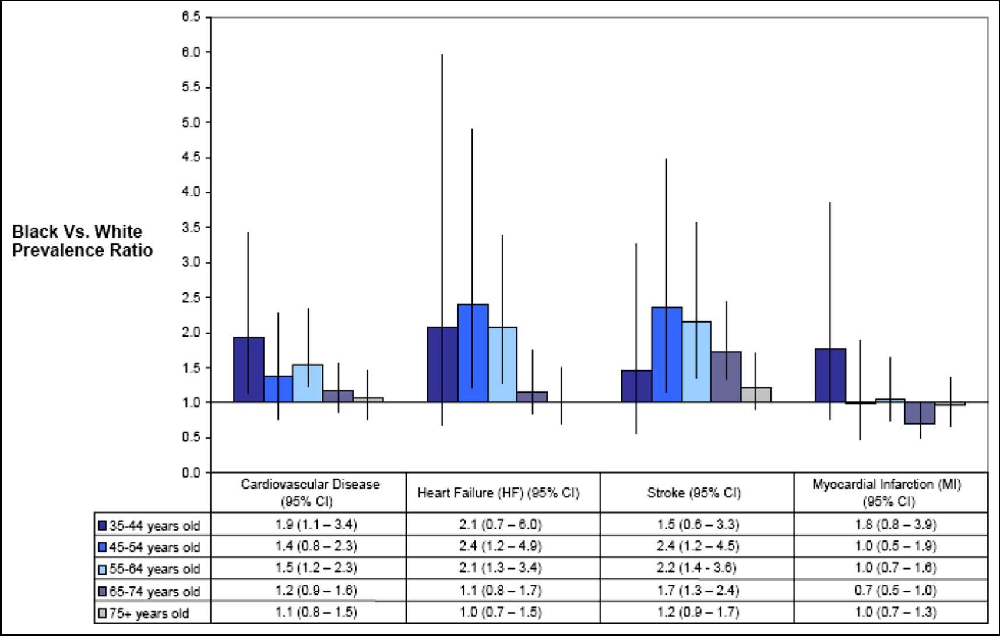 6.5
6.0
5.5
5.0
4.5
4.0
3.5
3.0
2.5
2.0
1.5
1.0
0.5
0.0
Black Vs. White
Prevalence Ratio
Cardiovascular Disease
(95% CI)
Heart Failure (HF) (95% CI)
Stroke (95% CI)
Myocardial Infarction (MI)
(95% CI)
35-44 years old 1.9 (1.1 – 3.4) 2.1 (0.7 – 6.0) 1.5 (0.6 – 3.3) 1.8 (0.8 – 3.9)
45-54 years old 1.4 (0.8 – 2.3) 2.4 (1.2 – 4.9) 2.4 (1.2 – 4.5) 1.0 (0.5 – 1.9)
55-64 years old 1.5 (1.2 – 2.3) 2.1 (1.3 – 3.4) 2.2 (1.4 - 3.6) 1.0 (0.7 – 1.6)
65-74 years old 1.2 (0.9 – 1.6) 1.1 (0.8 – 1.7) 1.7 (1.3 – 2.4) 0.7 (0.5 – 1.0)
75+ years old 1.1 (0.8 – 1.5) 1.0 (0.7 – 1.5) 1.2 (0.9 – 1.7) 1.0 (0.7 – 1.3)